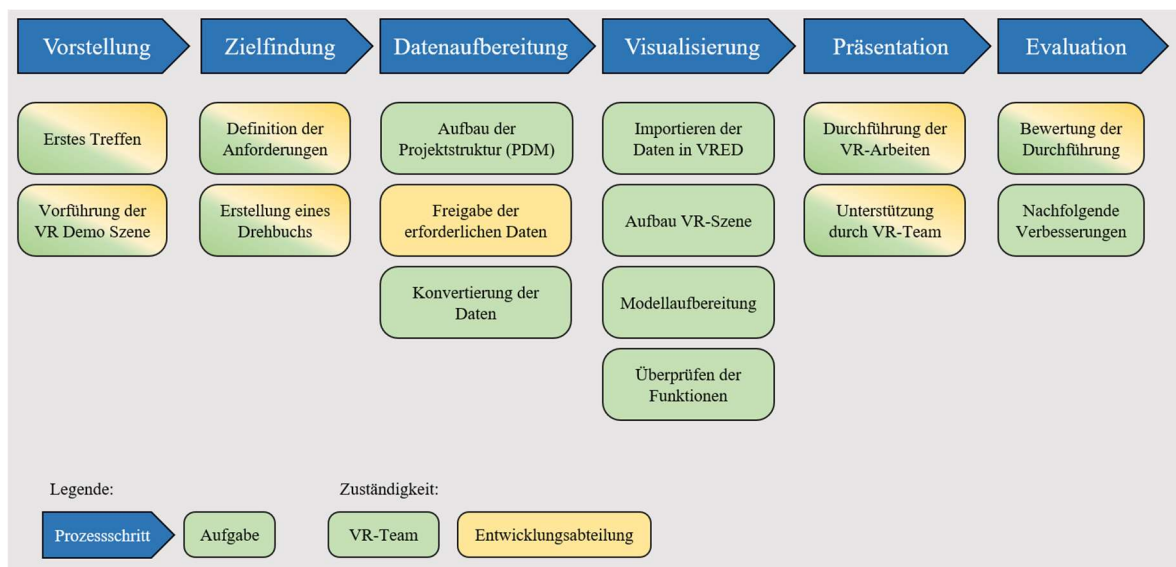 Vorstellung
Zielfindung
Datenaufbereitung
Visualisierung
Präsentation
Evaluation
Erstes Treffen
Vorführung der
VR Demo Szene
Definition der
Anforderungen
Erstellung eines
Drehbuchs
Aufbau der
Projektstruktur (PDM)
Freigabe der
erforderlichen Daten
Konvertierung der
Daten
Importieren der
Daten in VRED
Aufbau VR-Szene
Modellaufbereitung
Überprüfen der
Funktionen
Durchführung der
VR-Arbeiten
Unterstützung
durch VR-Team
Bewertung der
Durchführung
Nachfolgende
Verbesserungen
Legende:
Prozessschritt
Aufgabe
Zuständigkeit:
VR-Team
Entwicklungsabteilung